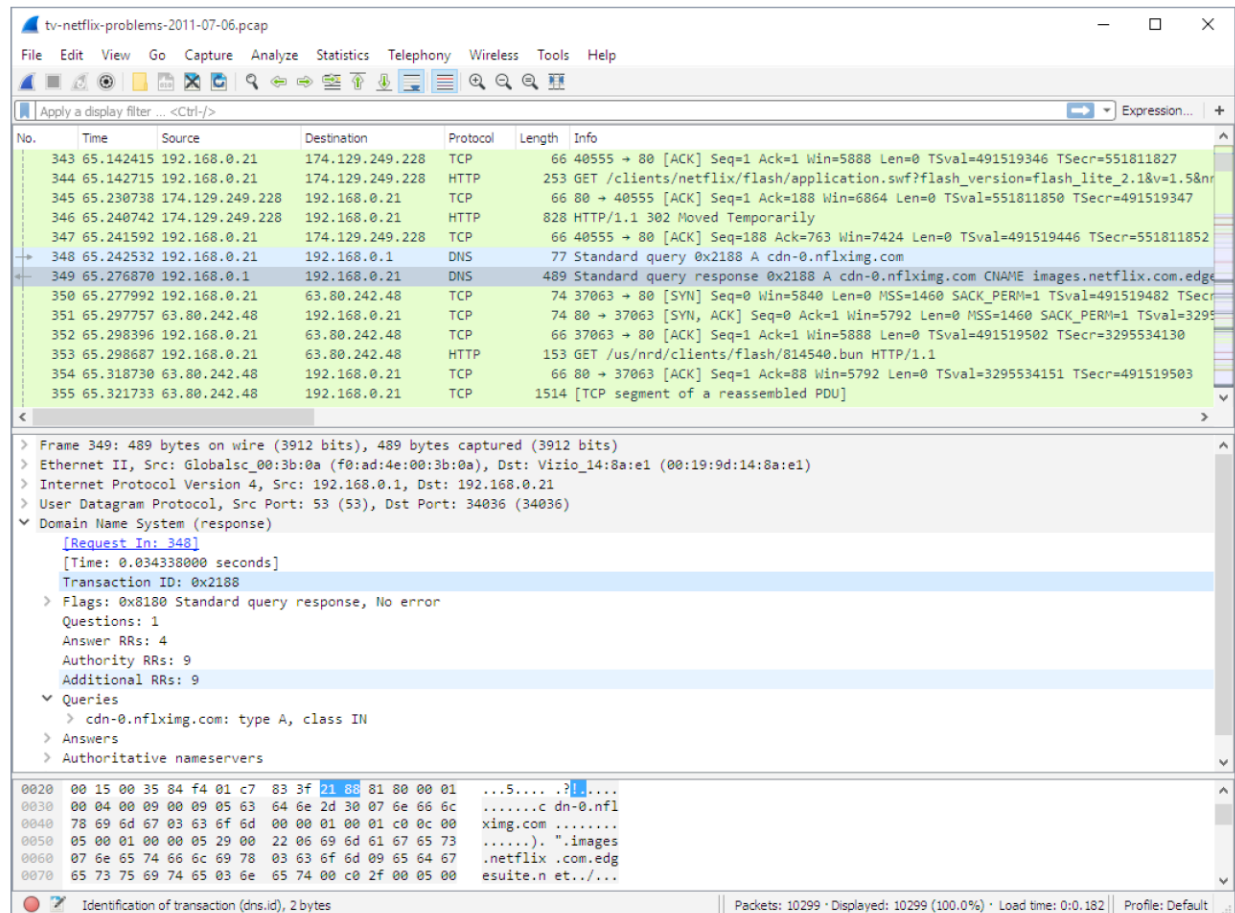 tv-netflix-problems-2011-07-06.pcap
File Edit View Go Capture Analyze Statistics Telephony Wireless Tools Help
Apply a display filter ... <Ctrl-/> Expression... +
No. Time Source Destination Protocol Length Info
343 65.142415 192.168.0.21 174.129.249.228 TCP 66 40555 → 80 [ACK] Seq=1 Ack=1 Win=5888 Len=0 TSval=491519346 TSecr=551811827
344 65.142715 192.168.0.21 174.129.249.228 HTTP 253 GET /clients/netflix/flash/application.swf?flash_version=flash_lite_2.1&v=1.5&nr
345 65.230738 174.129.249.228 192.168.0.21 TCP 66 80 → 40555 [ACK] Seq=1 Ack=188 Win=6864 Len=0 TSval=551811850 TSecr=491519347
346 65.240742 174.129.249.228 192.168.0.21 HTTP 828 HTTP/1.1 302 Moved Temporarily
347 65.241592 192.168.0.21 174.129.249.228 TCP 66 40555 → 80 [ACK] Seq=188 Ack=763 Win=7424 Len=0 TSval=491519446 TSecr=551811852
348 65.242532 192.168.0.21 192.168.0.1 DNS 77 Standard query 0x2188 A cdn-0.nflximg.com
349 65.276870 192.168.0.1 192.168.0.21 DNS 489 Standard query response 0x2188 A cdn-0.nflximg.com CNAME images.netflix.com.edge
350 65.277992 192.168.0.21 63.80.242.48 TCP 74 37063 → 80 [SYN] Seq=0 Win=5840 Len=0 MSS=1460 SACK_PERM=1 TSval=491519482 TSecr
351 65.297757 63.80.242.48 192.168.0.21 TCP 74 80 → 37063 [SYN, ACK] Seq=0 Ack=1 Win=5792 Len=0 MSS=1460 SACK_PERM=1 TSval=3295
352 65.298396 192.168.0.21 63.80.242.48 TCP 66 37063 → 80 [ACK] Seq=1 Ack=1 Win=5888 Len=0 TSval=491519502 TSecr=3295534130
353 65.298687 192.168.0.21 63.80.242.48 HTTP 153 GET /us/nrd/clients/flash/814540.bun HTTP/1.1
354 65.318730 63.80.242.48 192.168.0.21 TCP 66 80 → 37063 [ACK] Seq=1 Ack=88 Win=5792 Len=0 TSval=3295534151 TSecr=491519503
355 65.321733 63.80.242.48 192.168.0.21 TCP 1514 [TCP segment of a reassembled PDU]
Frame 349: 489 bytes on wire (3912 bits), 489 bytes captured (3912 bits)
Ethernet II, Src: Globalsc_00:3b:0a (f0:ad:4e:00:3b:0a), Dst: Vizio_14:8a:e1 (00:19:9d:14:8a:e1)
Internet Protocol Version 4, Src: 192.168.0.1, Dst: 192.168.0.21
User Datagram Protocol, Src Port: 53 (53), Dst Port: 34036 (34036)
Domain Name System (response)
[Request In: 348]
[Time: 0.034338000 seconds]
Transaction ID: 0x2188
Flags: 0x8180 Standard query response, No error
Questions: 1
Answer RRs: 4
Authority RRs: 9
Additional RRs: 9
Queries
cdn-0.nflximg.com: type A, class IN
Answers
Authoritative nameservers
0020 00 15 00 35 84 f4 01 c7 83 3f 21 88 81 80 00 01 ...5.... .?!.....
0030 00 04 00 09 00 09 05 63 64 6e 2d 30 07 6e 66 6c .......c dn-0.nfl
0040 78 69 6d 67 03 63 6f 6d 00 00 01 00 01 c0 0c 00 ximg.com ........
0050 05 00 01 00 00 05 29 00 22 06 69 6d 61 67 65 73 ......). ".images
0060 07 6e 65 74 66 6c 69 78 03 63 6f 6d 09 65 64 67 .netflix .com.edg
0070 65 73 75 69 74 65 03 6e 65 74 00 c0 2f 00 05 00 esuite.n et../...
Identification of transaction (dns.id), 2 bytes Packets: 10299 · Displayed: 10299 (100.0%) · Load time: 0:0.182 Profile: Default